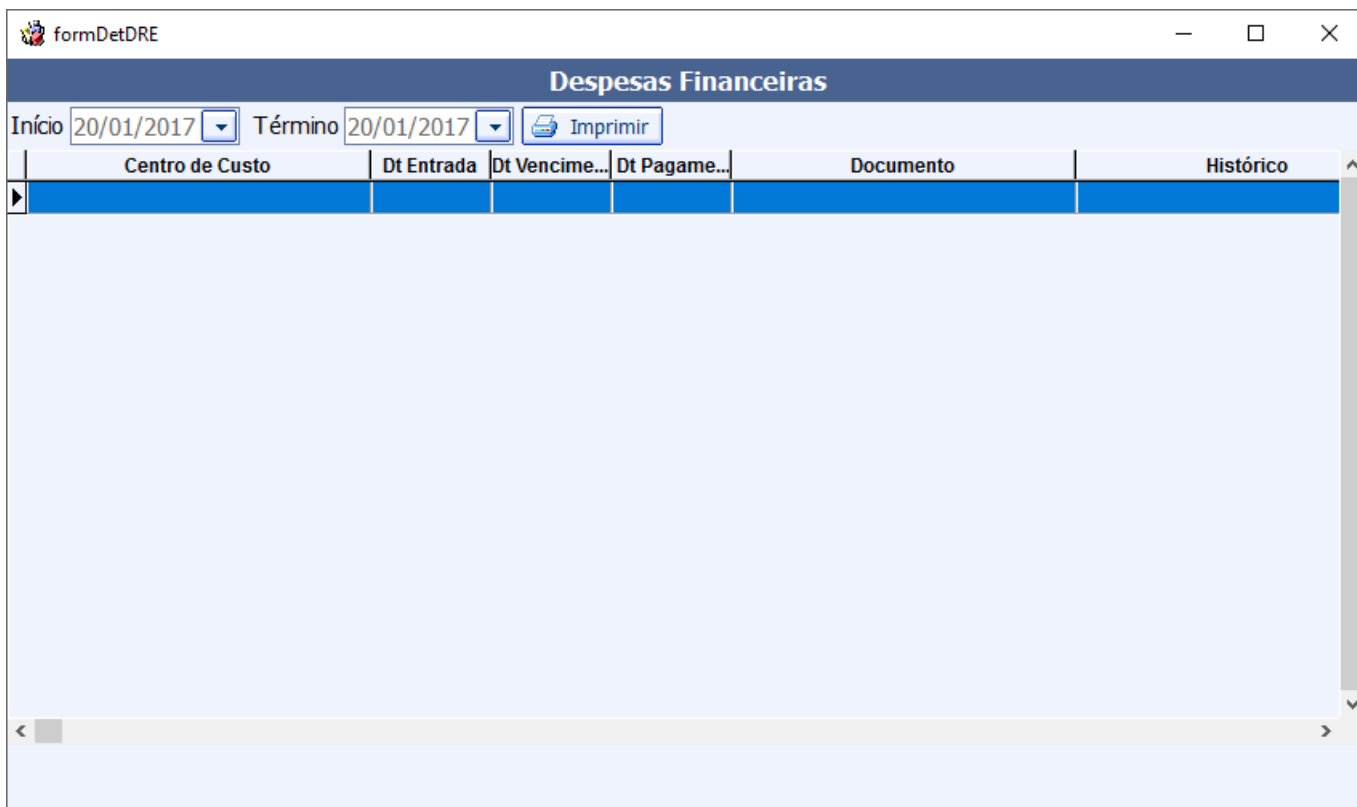 formDetDRE
Despesas Financeiras
Início 20/01/2017 Término 20/01/2017 Imprimir
Centro de Custo Dt Entrada Dt Vencime... Dt Pagame... Documento Histórico